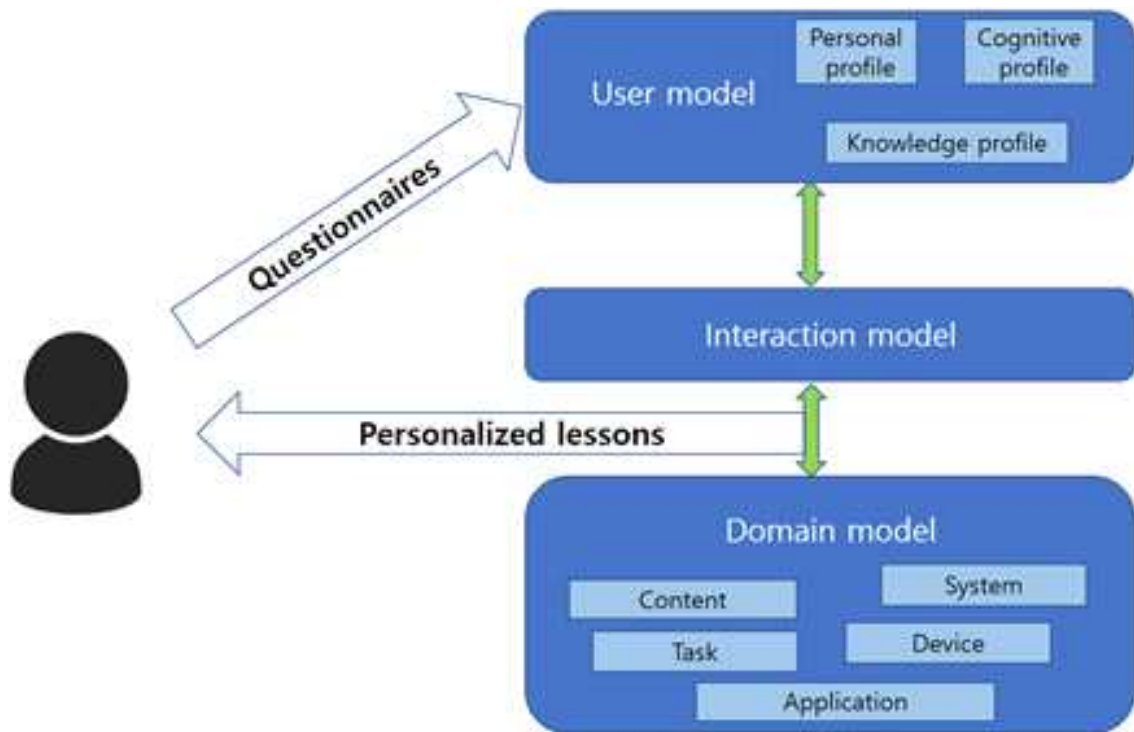 Personal
profile
Cognitive
profile
User model
Knowledge profile
Questionnaires
Interaction model
Personalized lessons
Domain model
Content
System
Task
Device
Application